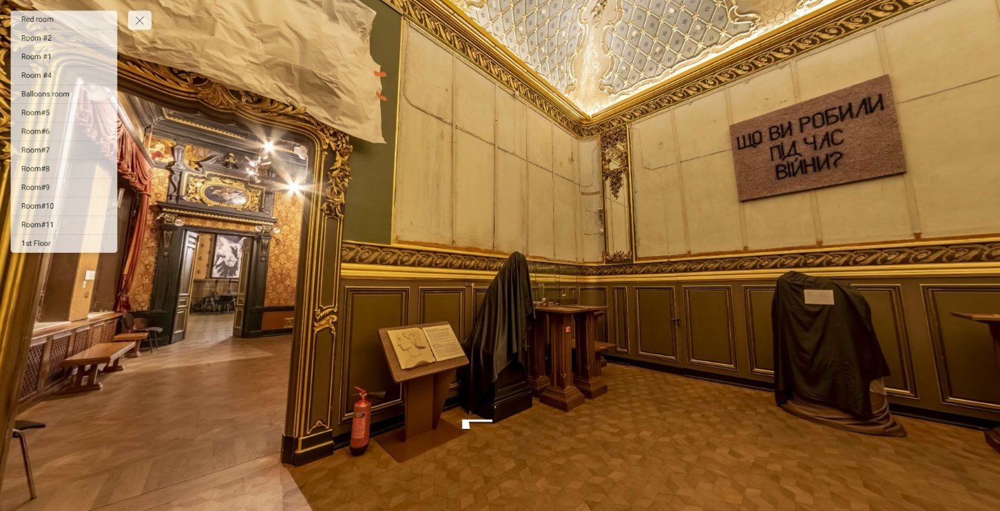 Red room
Room #2
Room #1
Room #4
Balloons room
Room#5
Room#6
Room#7
Room#8
Room#9
Room#10
Room#11
1st Floor
ЩО ВИ РОБИЛИ
ПІД ЧАС
ВІЙНИ?